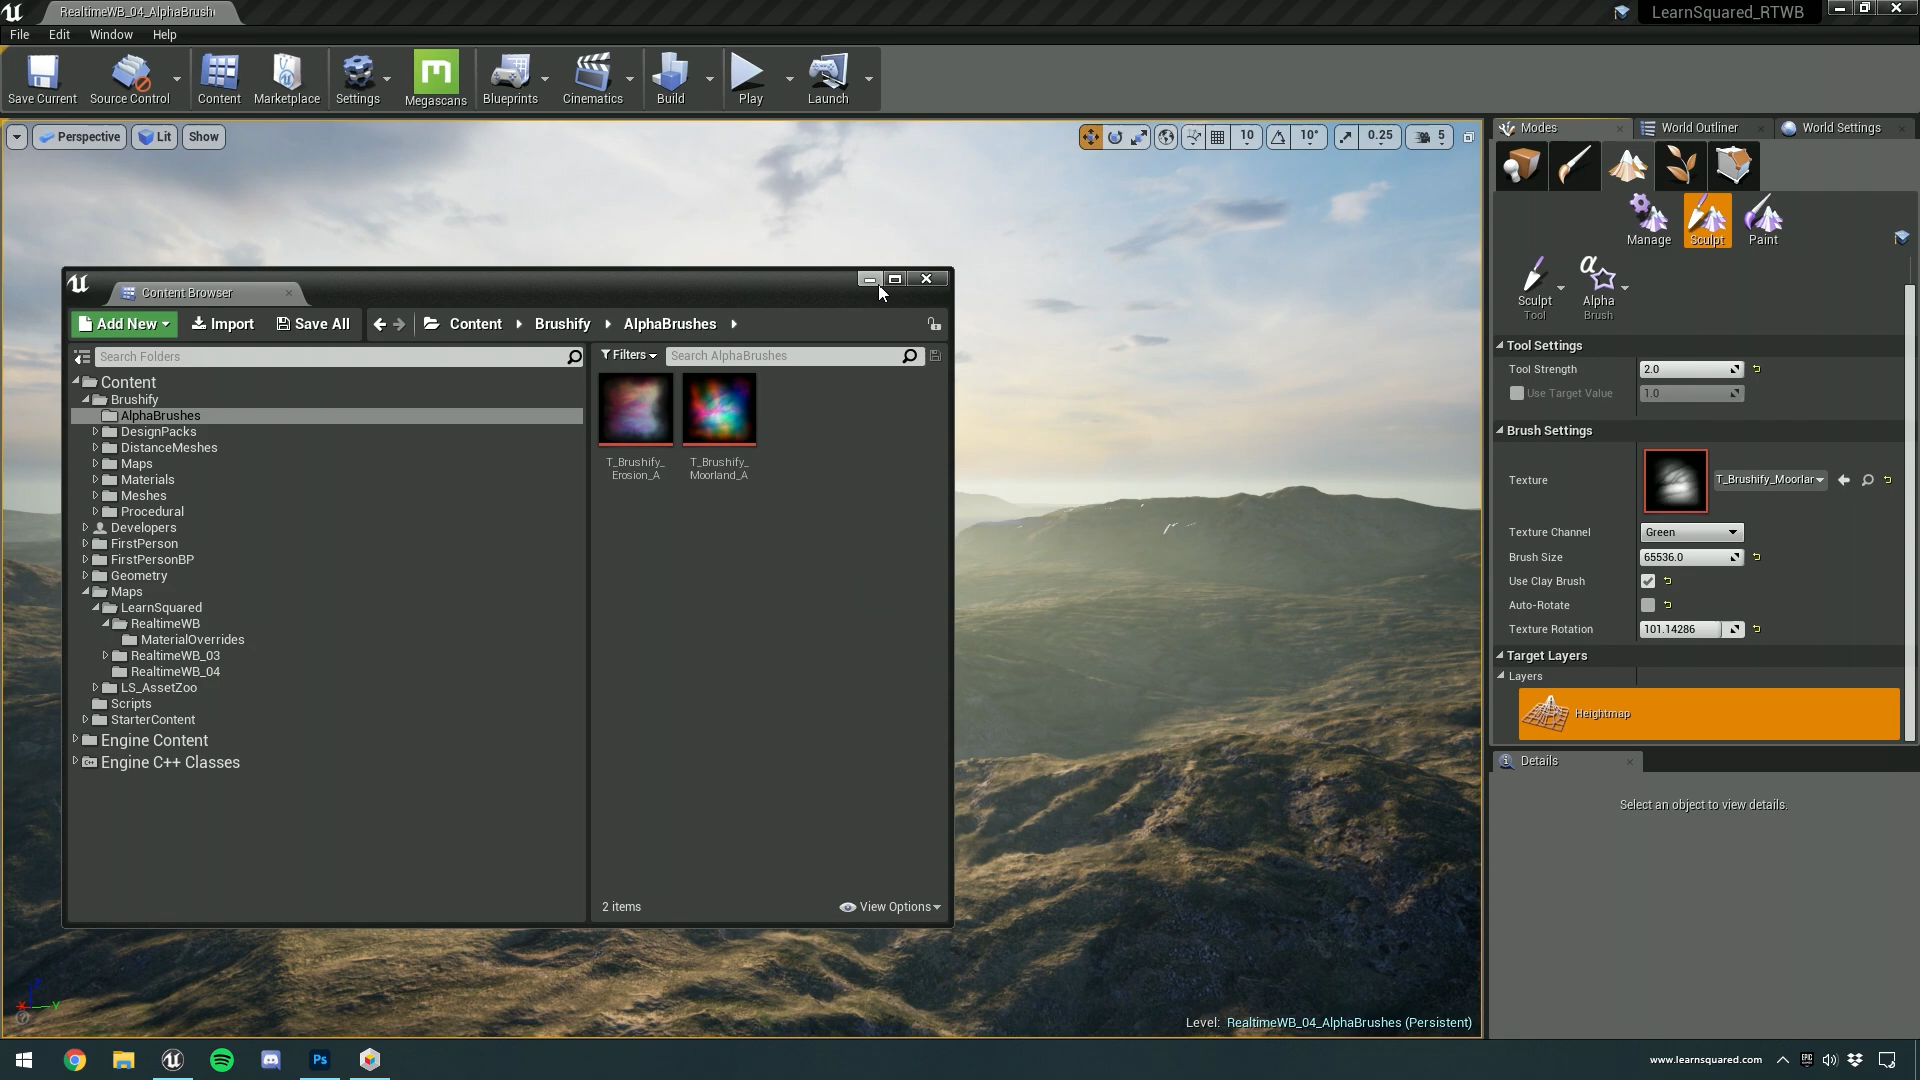 RealtimeWB_04_AlphaBrush
LearnSquared_RTWB
File Edit Window Help
Save Current Source Control Content Marketplace Settings Megascans Blueprints Cinematics Build Play Launch
Perspective Lit Show
10 10° 0.25 5
Modes World Outliner World Settings
Manage Sculpt Paint
Sculpt Alpha
Tool Brush
Tool Settings
Tool Strength 2.0
Use Target Value 1.0
Brush Settings
Texture T_Brushify_Moorlar
Texture Channel Green
Brush Size 65536.0
Use Clay Brush
Auto-Rotate
Texture Rotation 101.14286
Target Layers
Layers
Heightmap
Details
Select an object to view details.
Content Browser
Add New Import Save All Content Brushify AlphaBrushes
Search Folders
Filters Search AlphaBrushes
Content
Brushify
AlphaBrushes
DesignPacks
DistanceMeshes
Maps
Materials
Meshes
Procedural
Developers
FirstPerson
FirstPersonBP
Geometry
Maps
LearnSquared
RealtimeWB
MaterialOverrides
RealtimeWB_03
RealtimeWB_04
LS_AssetZoo
Scripts
StarterContent
Engine Content
Engine C++ Classes
T_Brushify_
Erosion_A
T_Brushify_
Moorland_A
2 items View Options
Level: RealtimeWB_04_AlphaBrushes (Persistent)
Ps
www.learnsquared.com